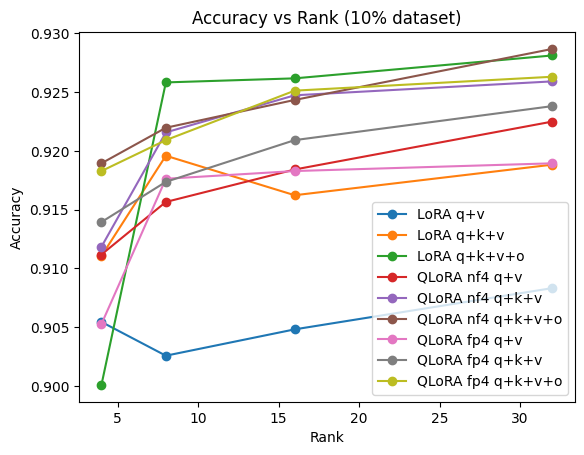 Accuracy vs Rank (10% dataset)
0.930
0.925
0.920
0.915
0.910
0.905
0.900
Accuracy
5
10
15
20
25
30
Rank
LoRA q+v
LoRA q+k+v
LoRA q+k+v+o
QLoRA nf4 q+v
QLoRA nf4 q+k+v
QLoRA nf4 q+k+v+o
QLoRA fp4 q+v
QLoRA fp4 q+k+v
QLoRA fp4 q+k+v+o